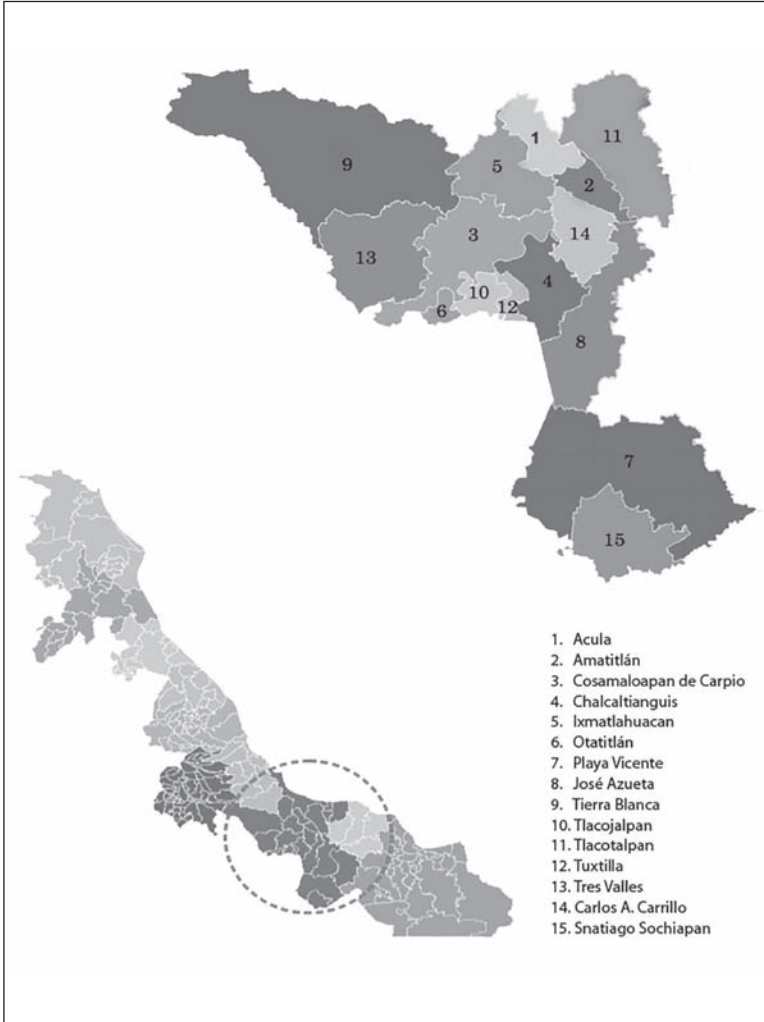 1
11
5
9
2
3
14
13
4
10
12
6
8
7
15
1. Acula
2. Amatitlán
3. Cosamaloapan de Carpio
4. Chalcaltianguis
5. Ixmatlahuacan
6. Otatitlán
7. Playa Vicente
8. José Azueta
9. Tierra Blanca
10. Tlacojalpan
11. Tlacotalpan
12. Tuxtilla
13. Tres Valles
14. Carlos A. Carrillo
15. Snatiago Sochiapan